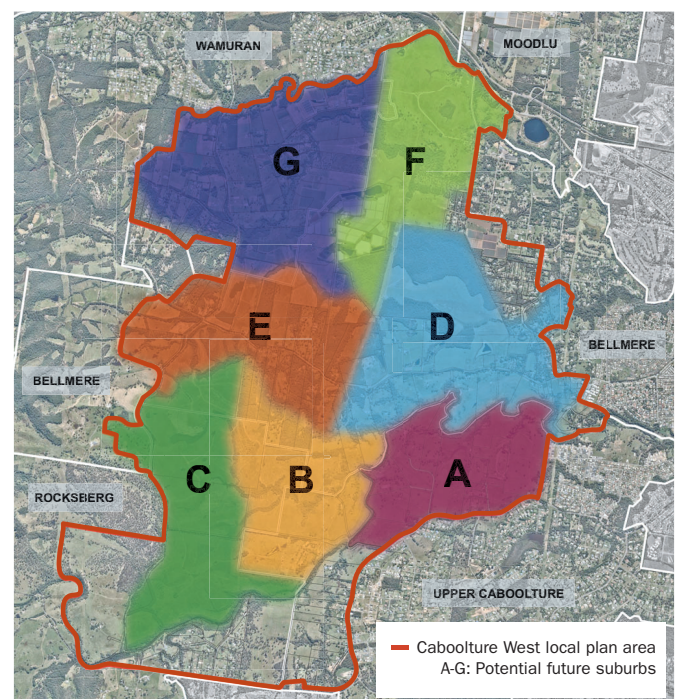 WAMURAN
MOODLU
G
F
E
D
BELLMERE
BELLMERE
C
B
A
ROCKSBERG
UPPER CABOOLTURE
Caboolture West local plan area
A-G: Potential future suburbs